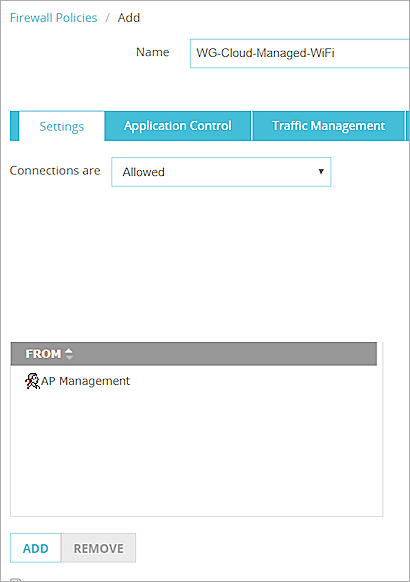 Firewall Policies / Add
Name WG-Cloud-Managed-WiFi
Settings Application Control Traffic Management
Connections are Allowed
FROM
AP Management
ADD REMOVE